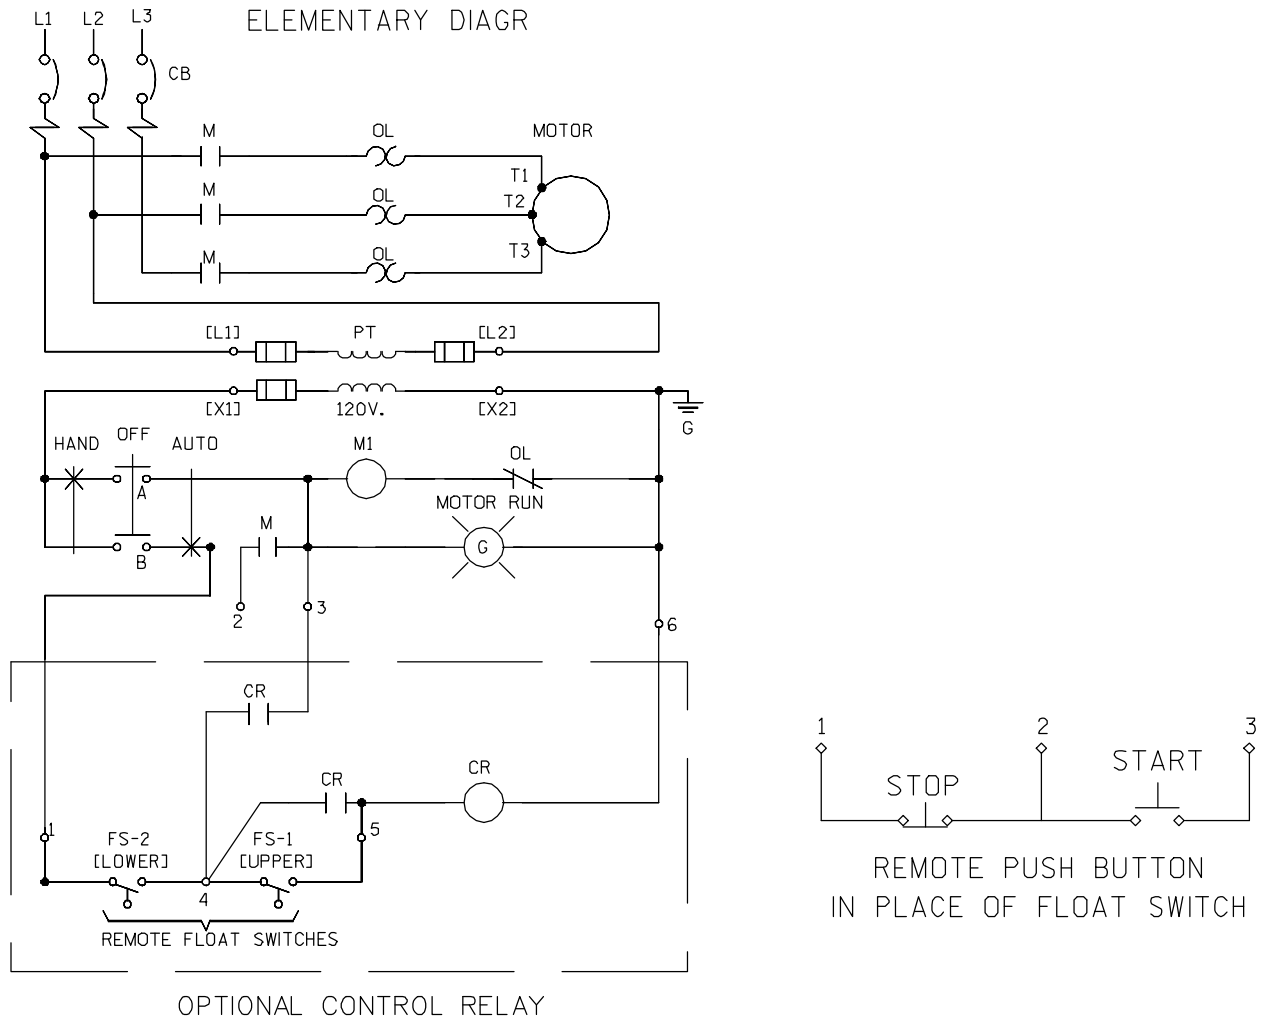 L1 L2 L3 ELEMENTARY DIAGR
CB
M OL MOTOR
T1
M OL T2
M OL T3
[L1] PT [L2]
[X1] 120V. [X2]
G
HAND OFF AUTO M1 OL
A
MOTOR RUN
M G
B
2 3 6
CR
1 2 3
CR CR
STOP START
1 5
FS-2 FS-1
[LOWER] [UPPER]
4
REMOTE PUSH BUTTON
IN PLACE OF FLOAT SWITCH
REMOTE FLOAT SWITCHES
OPTIONAL CONTROL RELAY